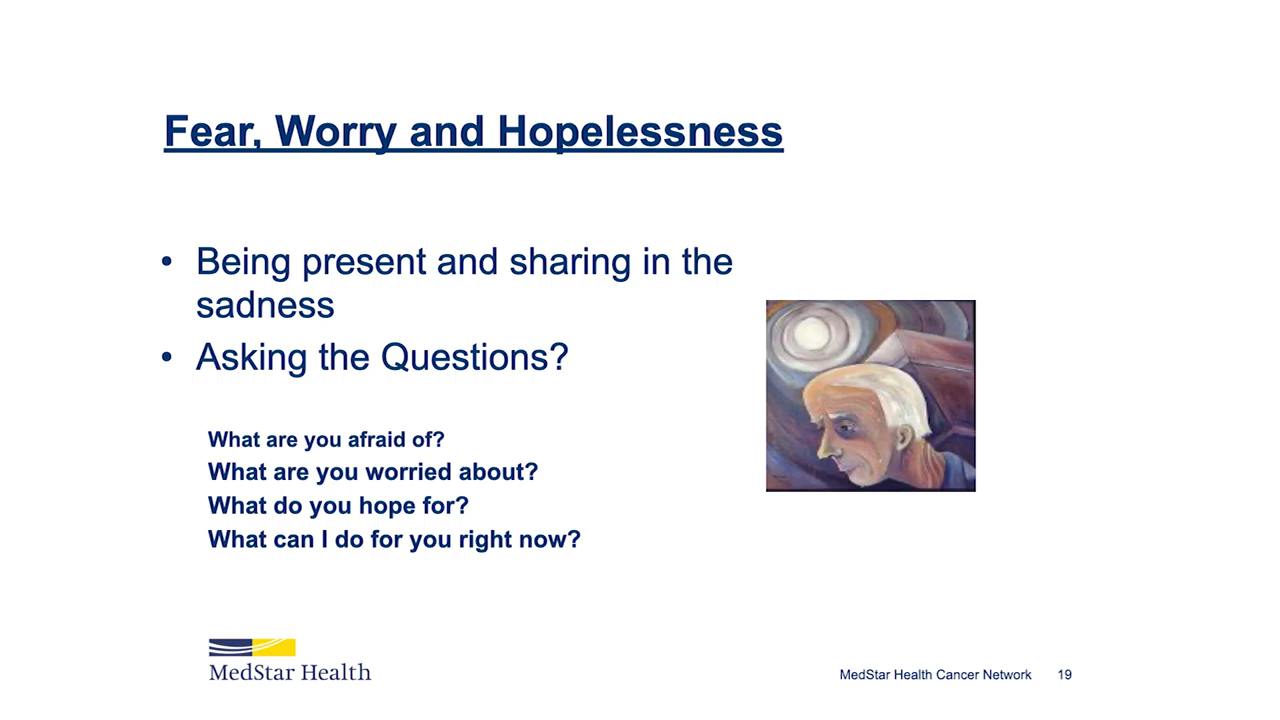 Fear, Worry and Hopelessness
• Being present and sharing in the
sadness
• Asking the Questions?
What are you afraid of?
What are you worried about?
What do you hope for?
What can I do for you right now?
MedStar Health
MedStar Health Cancer Network 19